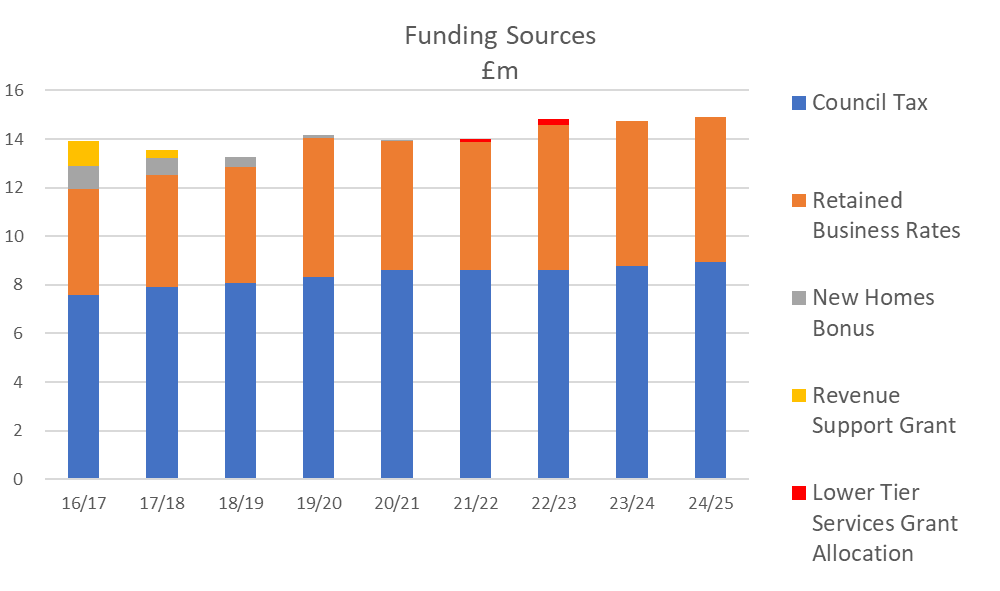 Funding Sources
£m
16
14
12
10
8
6
4
2
0
16/17 17/18 18/19 19/20 20/21 21/22 22/23 23/24 24/25
Council Tax
Retained
Business Rates
New Homes
Bonus
Revenue
Support Grant
Lower Tier
Services Grant
Allocation